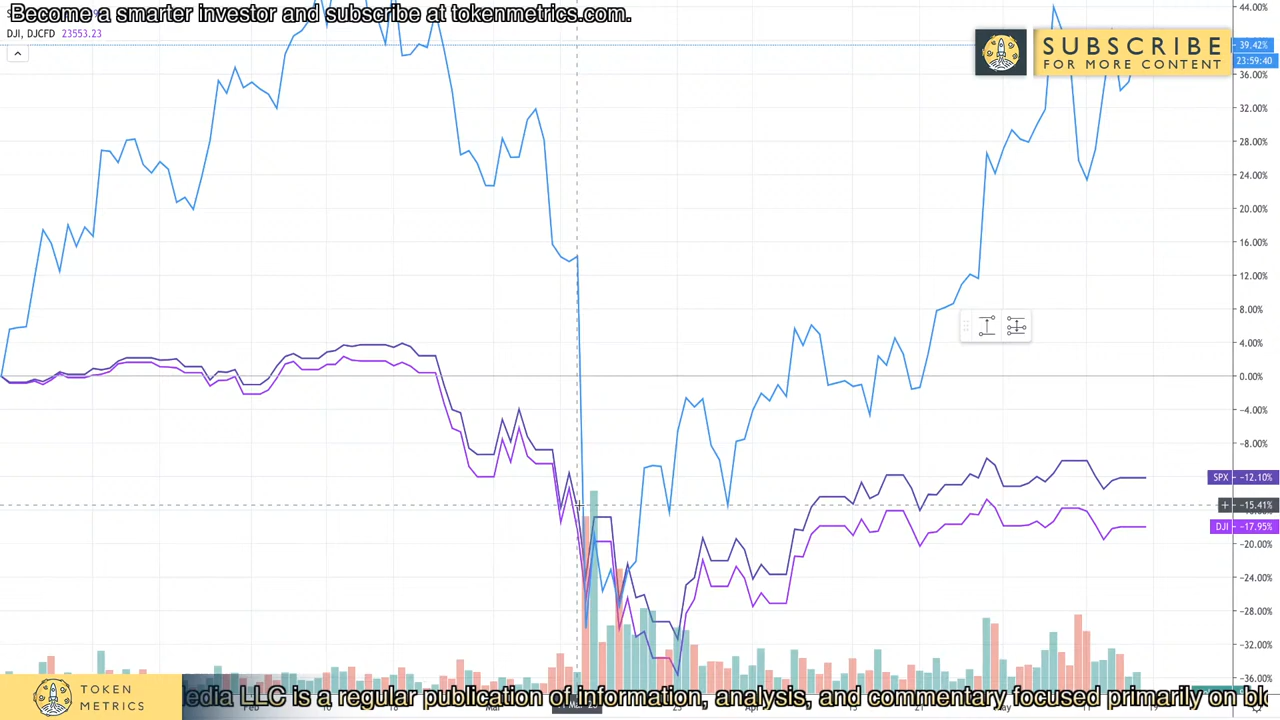 Become a smarter investor and subscribe at tokenmetrics.com.
DJI, DJCFD 23553.23
SUBSCRIBE
FOR MORE CONTENT
44.00%
39.42%
23:59:40
36.00%
32.00%
28.00%
24.00%
20.00%
16.00%
12.00%
8.00%
4.00%
0.00%
−4.00%
−8.00%
SPX −12.10%
−15.41%
DJI −17.95%
−20.00%
−24.00%
−28.00%
−32.00%
−36.00%
TOKEN
METRICS
edia LLC is a regular publication of information, analysis, and commentary focused primarily on bl